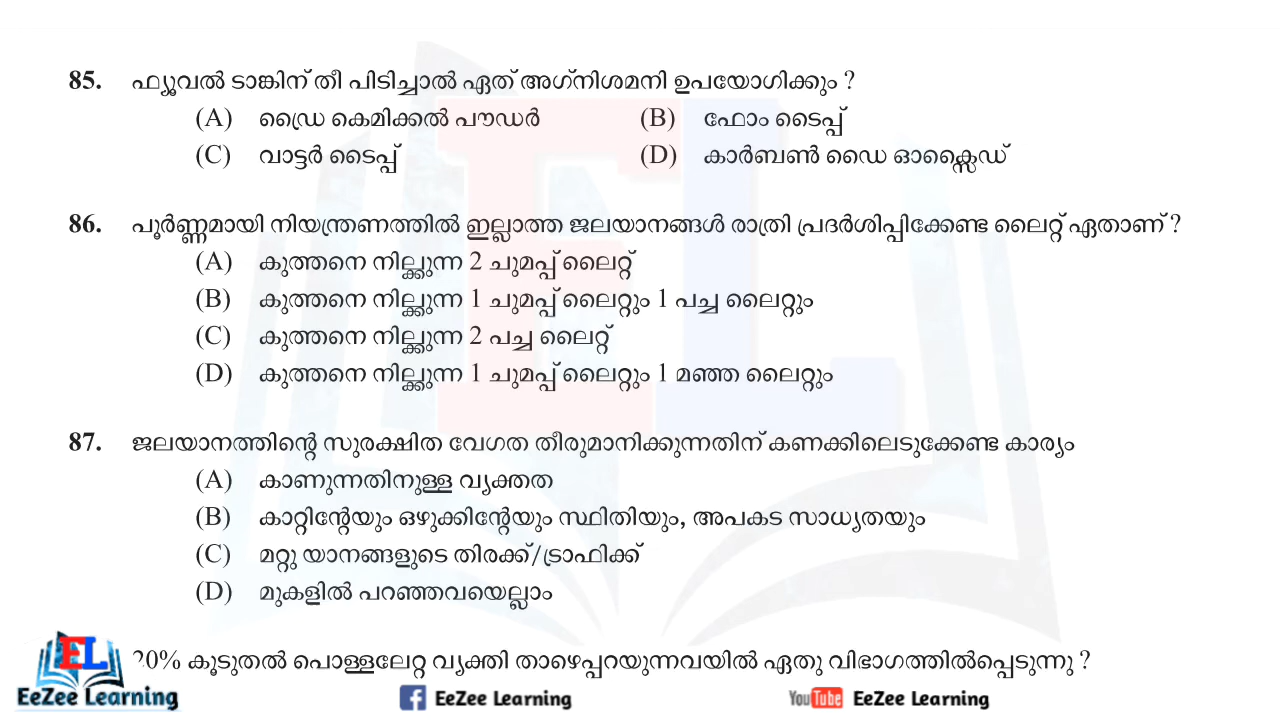 85. ഫ്യൂവൽ ടാങ്കിന് തീ പിടിച്ചാൽ ഏത് അഗ്നിശമനി ഉപയോഗിക്കും ?
(A) ഡ്രൈ കെമിക്കൽ പൗഡർ (B) ഫോം ടൈപ്പ്
(C) വാട്ടർ ടൈപ്പ് (D) കാർബൺ ഡൈ ഓക്സൈഡ്
86. പൂർണ്ണമായി നിയന്ത്രണത്തിൽ ഇല്ലാത്ത ജലയാനങ്ങൾ രാത്രി പ്രദർശിപ്പിക്കേണ്ട ലൈറ്റ് ഏതാണ് ?
(A) കുത്തനെ നില്ക്കുന്ന 2 ചുമപ്പ് ലൈറ്റ്
(B) കുത്തനെ നില്ക്കുന്ന 1 ചുമപ്പ് ലൈറ്റും 1 പച്ച ലൈറ്റും
(C) കുത്തനെ നില്ക്കുന്ന 2 പച്ച ലൈറ്റ്
(D) കുത്തനെ നില്ക്കുന്ന 1 ചുമപ്പ് ലൈറ്റും 1 മഞ്ഞ ലൈറ്റും
87. ജലയാനത്തിന്റെ സുരക്ഷിത വേഗത തീരുമാനിക്കുന്നതിന് കണക്കിലെടുക്കേണ്ട കാര്യം
(A) കാണുന്നതിനുള്ള വ്യക്തത
(B) കാറ്റിന്റേയും ഒഴുക്കിന്റേയും സ്ഥിതിയും, അപകട സാധ്യതയും
(C) മറ്റു യാനങ്ങളുടെ തിരക്ക്/ട്രാഫിക്ക്
(D) മുകളിൽ പറഞ്ഞവയെല്ലാം
20% കൂടുതൽ പൊള്ളലേറ്റ വ്യക്തി താഴെപ്പറയുന്നവയിൽ ഏതു വിഭാഗത്തിൽപ്പെടുന്നു ?
EL
EeZee Learning
EeZee Learning
YouTube EeZee Learning